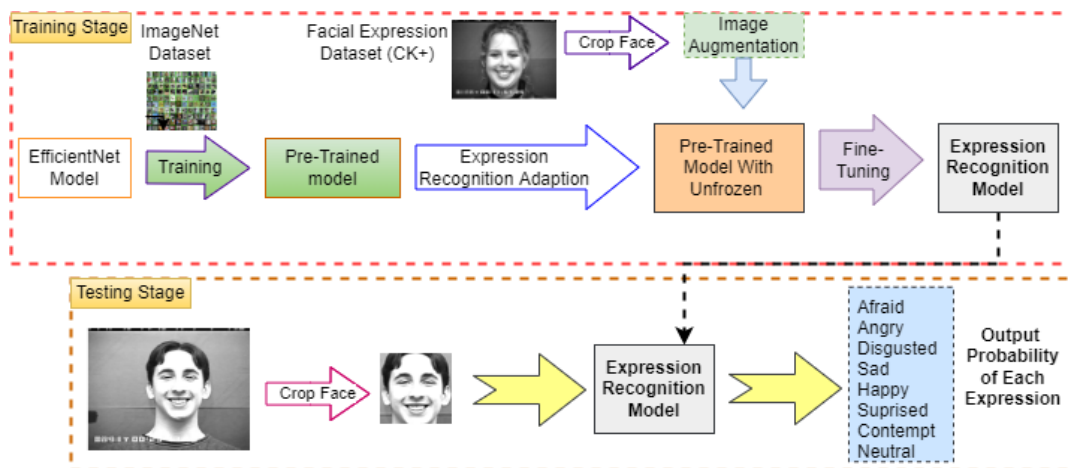 Training Stage
ImageNet
Dataset
Facial Expression
Dataset (CK+)
Crop Face
Image
Augmentation
EfficientNet
Model
Training
Pre-Trained
model
Expression
Recognition Adaption
Pre-Trained
Model With
Unfrozen
Fine-
Tuning
Expression
Recognition
Model
Testing Stage
Crop Face
Expression
Recognition
Model
Afraid
Angry
Disgusted
Sad
Happy
Suprised
Contempt
Neutral
Output
Probability
of Each
Expression